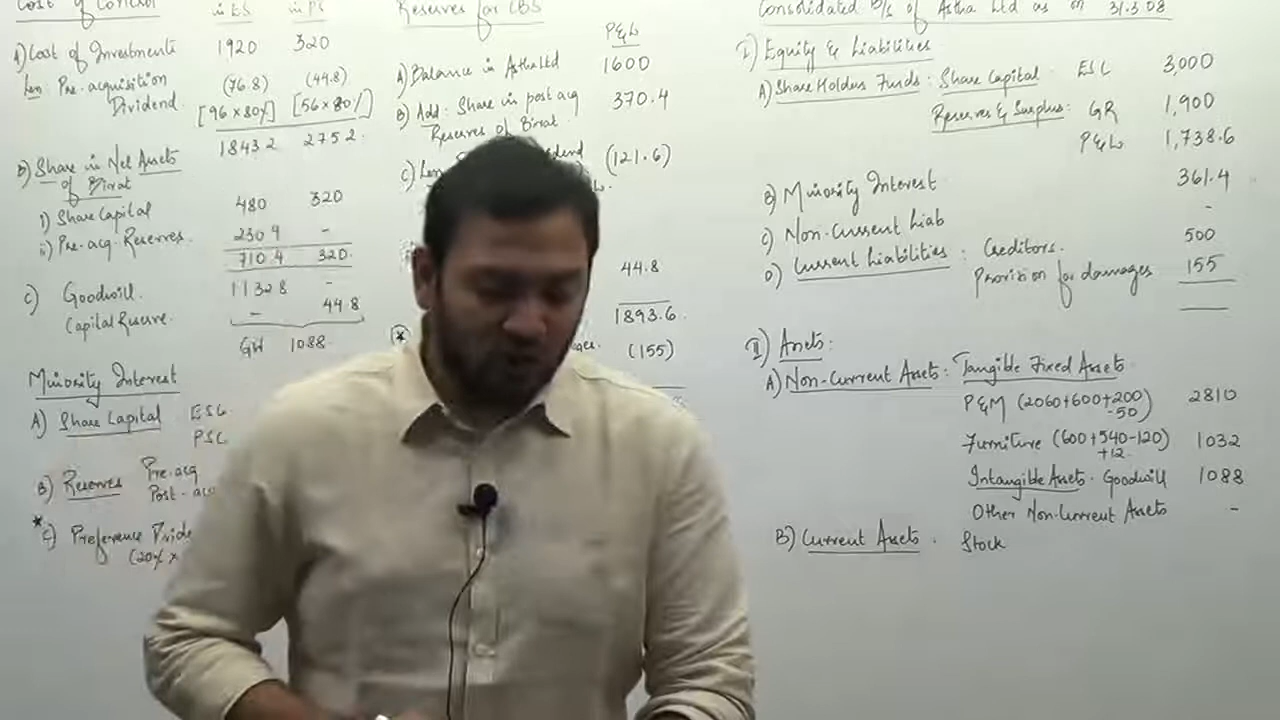 Cost of Control
in ES in PS
A) Cost of Investments 1920 320
Less: Pre-acquisition (76.8) (44.8)
Dividend [96×80%] [56×80%]
1843.2 275.2
B) Share in Net Assets
of Birat
i) Share Capital 480 320
ii) Pre-acq. Reserves 230.4 -
710.4 320
C) Goodwill 1132.8 -
Capital Reserve - 44.8
GW 1088
Minority Interest
A) Share Capital ESC
PSC
B) Reserves Pre-acq
Post-acq
* C) Preference Divide
(20% ×
Reserves for CBS
P&L
A) Balance in Astha Ltd 1600
B) Add: Share in post acq 370.4
Reserves of Birat
C) Less (121.6)
44.8
1893.6
* (155)
Consolidated B/s of Astha Ltd as on 31.3.08
I) Equity & Liabilities
A) Share Holders Funds: Share Capital ESC 3,000
Reserves & Surplus: GR 1,900
P&L 1,738.6
B) Minority Interest 361.4
C) Non-Current Liab -
D) Current Liabilities: Creditors 500
Provision for damages 155
II) Assets:
A) Non-Current Assets: Tangible Fixed Assets
P&M (2060+600+200 2810
-50)
Furniture (600+540-120) 1032
+12
Intangible Assets. Goodwill 1088
Other Non-Current Assets -
B) Current Assets. Stock